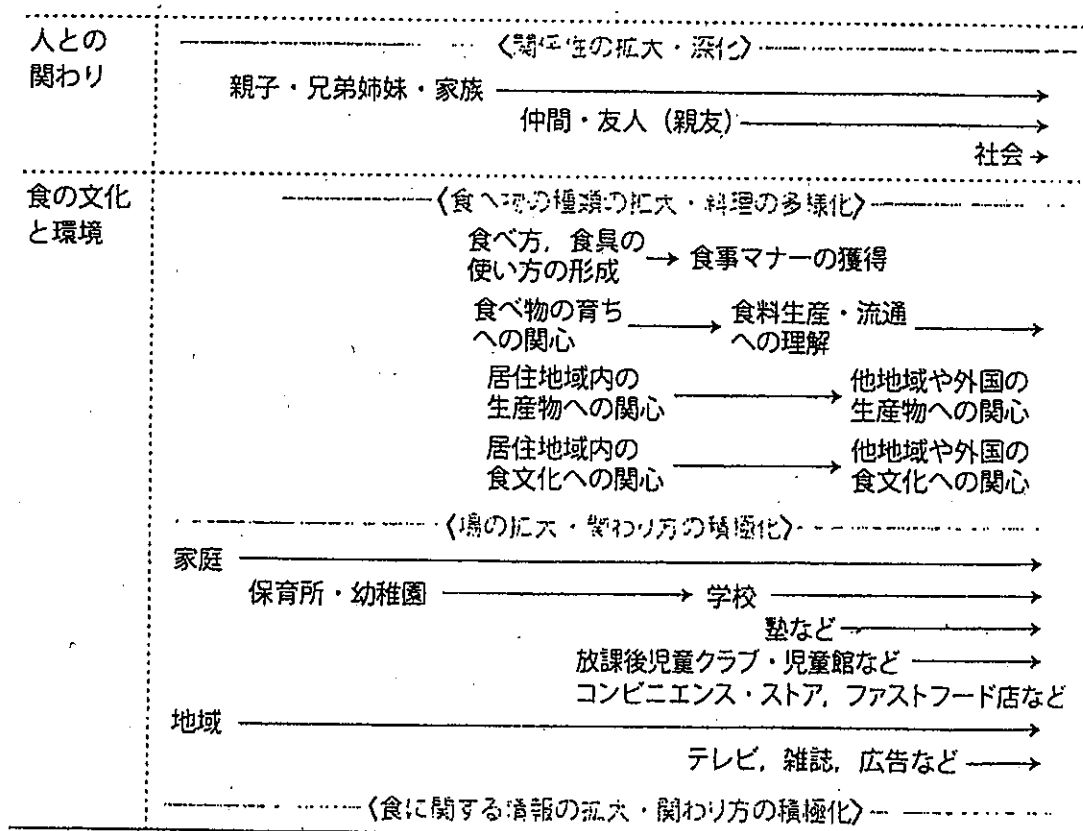 人との
関わり
〈関係性の拡大・深化〉
親子・兄弟姉妹・家族
仲間・友人(親友)
社会
食の文化
と環境
〈食べ物の種類の拡大・料理の多様化〉
食べ方,食具の
使い方の形成
食事マナーの獲得
食べ物の育ち
への関心
食料生産・流通
への理解
居住地域内の
生産物への関心
他地域や外国の
生産物への関心
居住地域内の
食文化への関心
他地域や外国の
食文化への関心
〈場の拡大・関わり方の積極化〉
家庭
保育所・幼稚園
学校
塾など
放課後児童クラブ・児童館など
コンビニエンス・ストア,ファストフード店など
地域
テレビ,雑誌,広告など
〈食に関する情報の拡大・関わり方の積極化〉